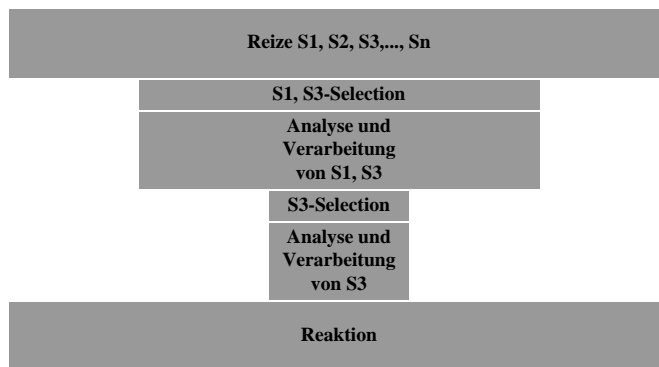 Reize S1, S2, S3,..., Sn
S1, S3-Selection
Analyse und
Verarbeitung
von S1, S3
S3-Selection
Analyse und
Verarbeitung
von S3
Reaktion